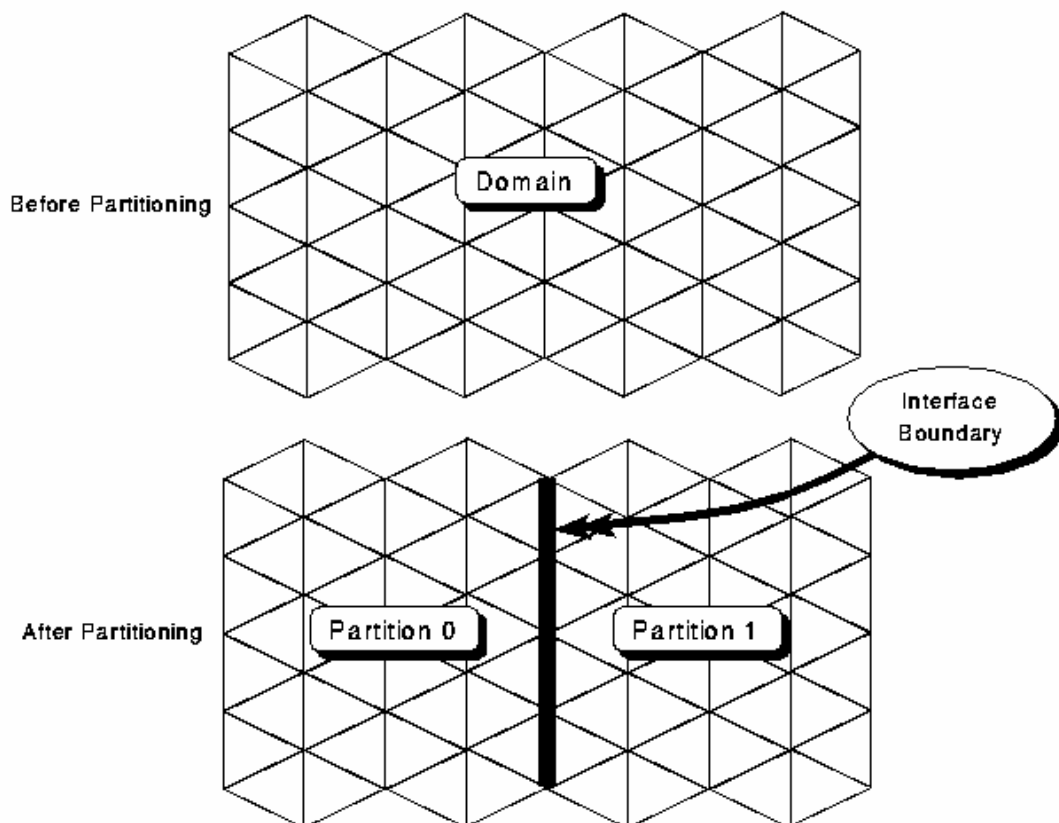 Domain
Before Partitioning
Interface
Boundary
After Partitioning
Partition 0
Partition 1